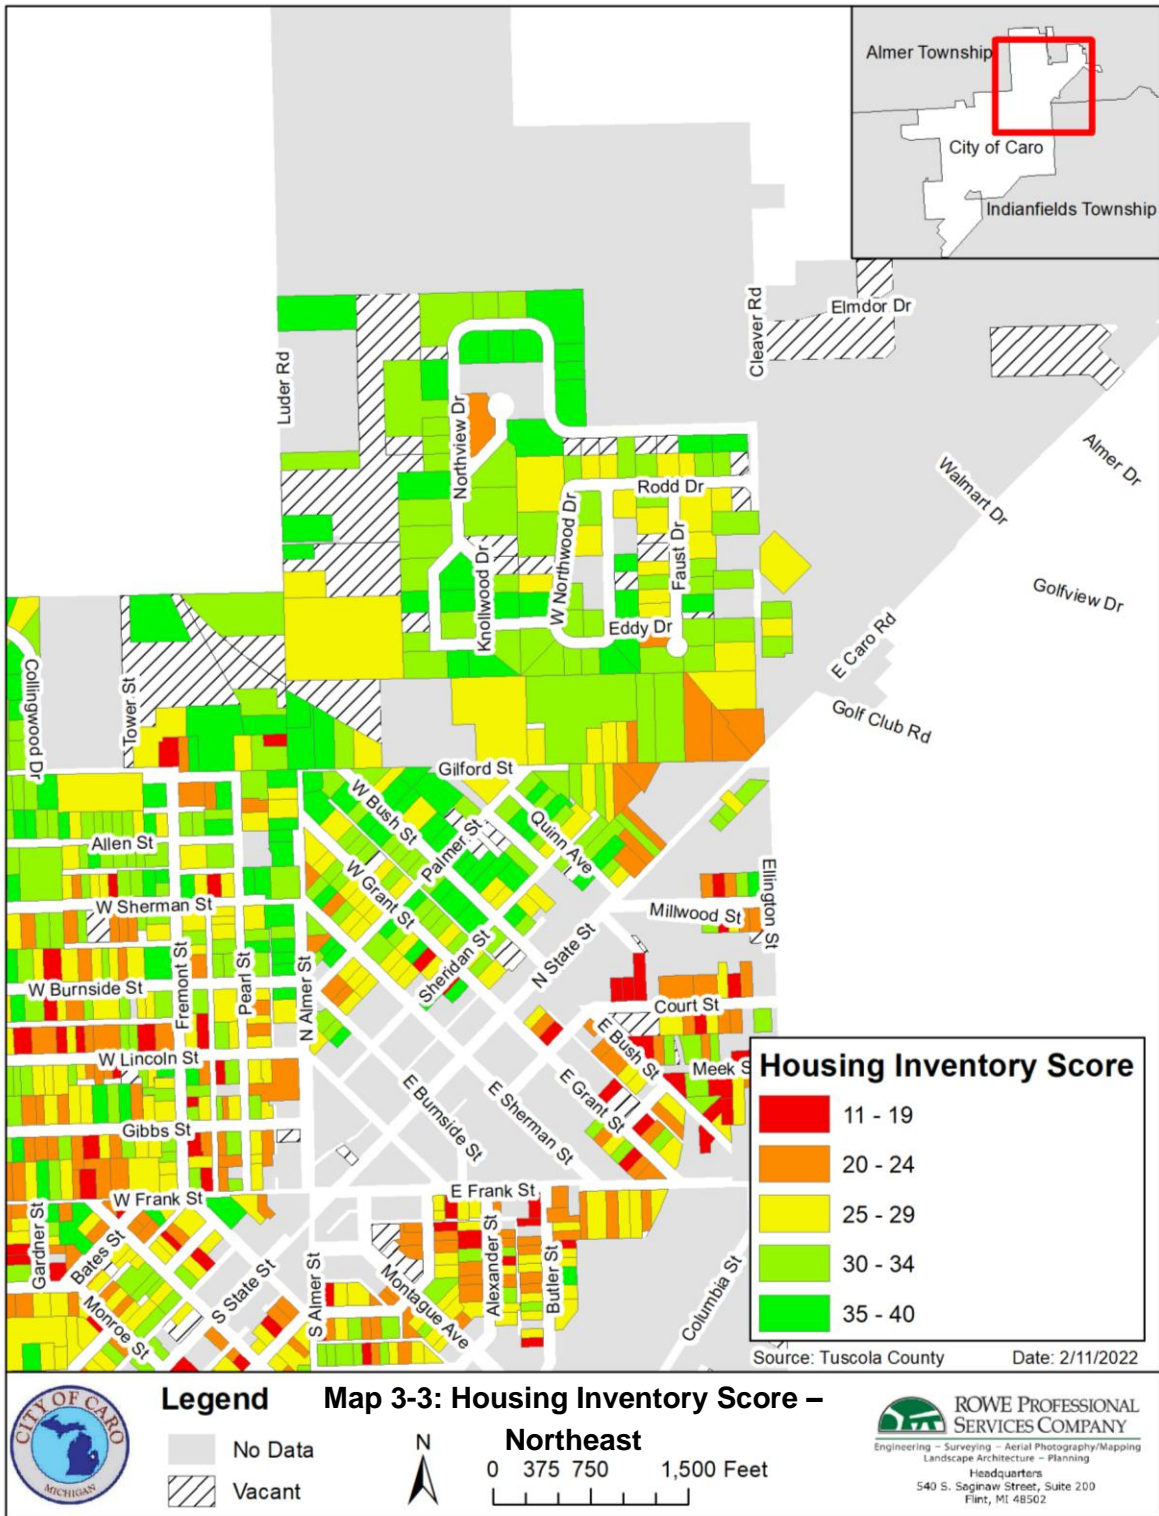 Almer Township
City of Caro
Indianfields Township
Elmdor Dr
Cleaver Rd
Luder Rd
Northview Dr
Almer Dr
Walmart Dr
Rodd Dr
W Northwood Dr
Faust Dr
Knollwood Dr
Golfview Dr
Eddy Dr
E Caro Rd
Golf Club Rd
Collingwood Dr
Tower St
Gilford St
W Bush St
Quinn Ave
Palmer St
Allen St
W Grant St
Ellington St
W Sherman St
Millwood St
Fremont St
Pearl St
N Almer St
Sheridan St
N State St
W Burnside St
Court St
E Bush St
W Lincoln St
Meek S
E Burnside St
E Sherman St
E Grant St
Gibbs St
E Frank St
W Frank St
Gardner St
Bates St
Monroe St
S State St
S Almer St
Montague Ave
Alexander St
Butler St
Columbia St
Housing Inventory Score
11 - 19
20 - 24
25 - 29
30 - 34
35 - 40
Source: Tuscola County Date: 2/11/2022
CITY OF CARO
MICHIGAN
Legend
No Data
Vacant
Map 3-3: Housing Inventory Score –
Northeast
N
0 375 750 1,500 Feet
ROWE PROFESSIONAL
SERVICES COMPANY
Engineering – Surveying – Aerial Photography/Mapping
Landscape Architecture – Planning
Headquarters
540 S. Saginaw Street, Suite 200
Flint, MI 48502